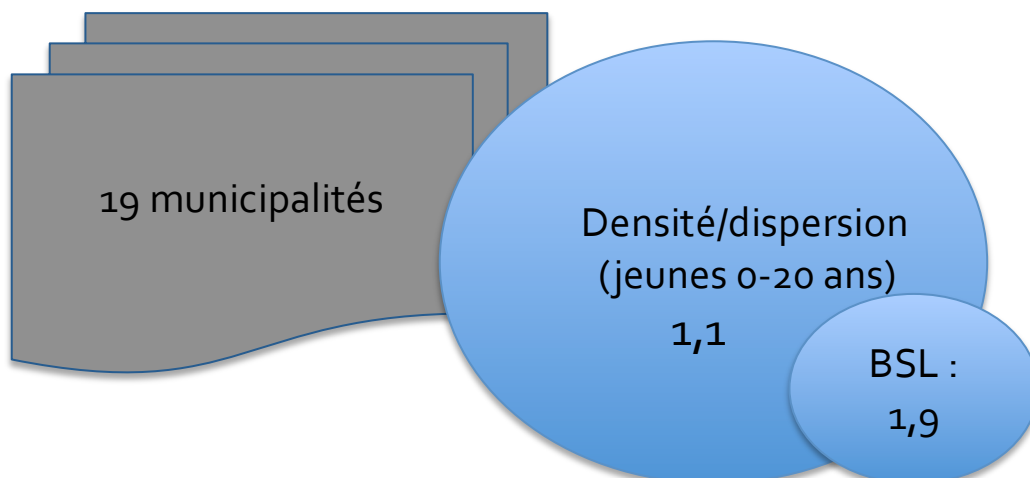 19 municipalités
Densité/dispersion
(jeunes 0-20 ans)
1,1
BSL :
1,9